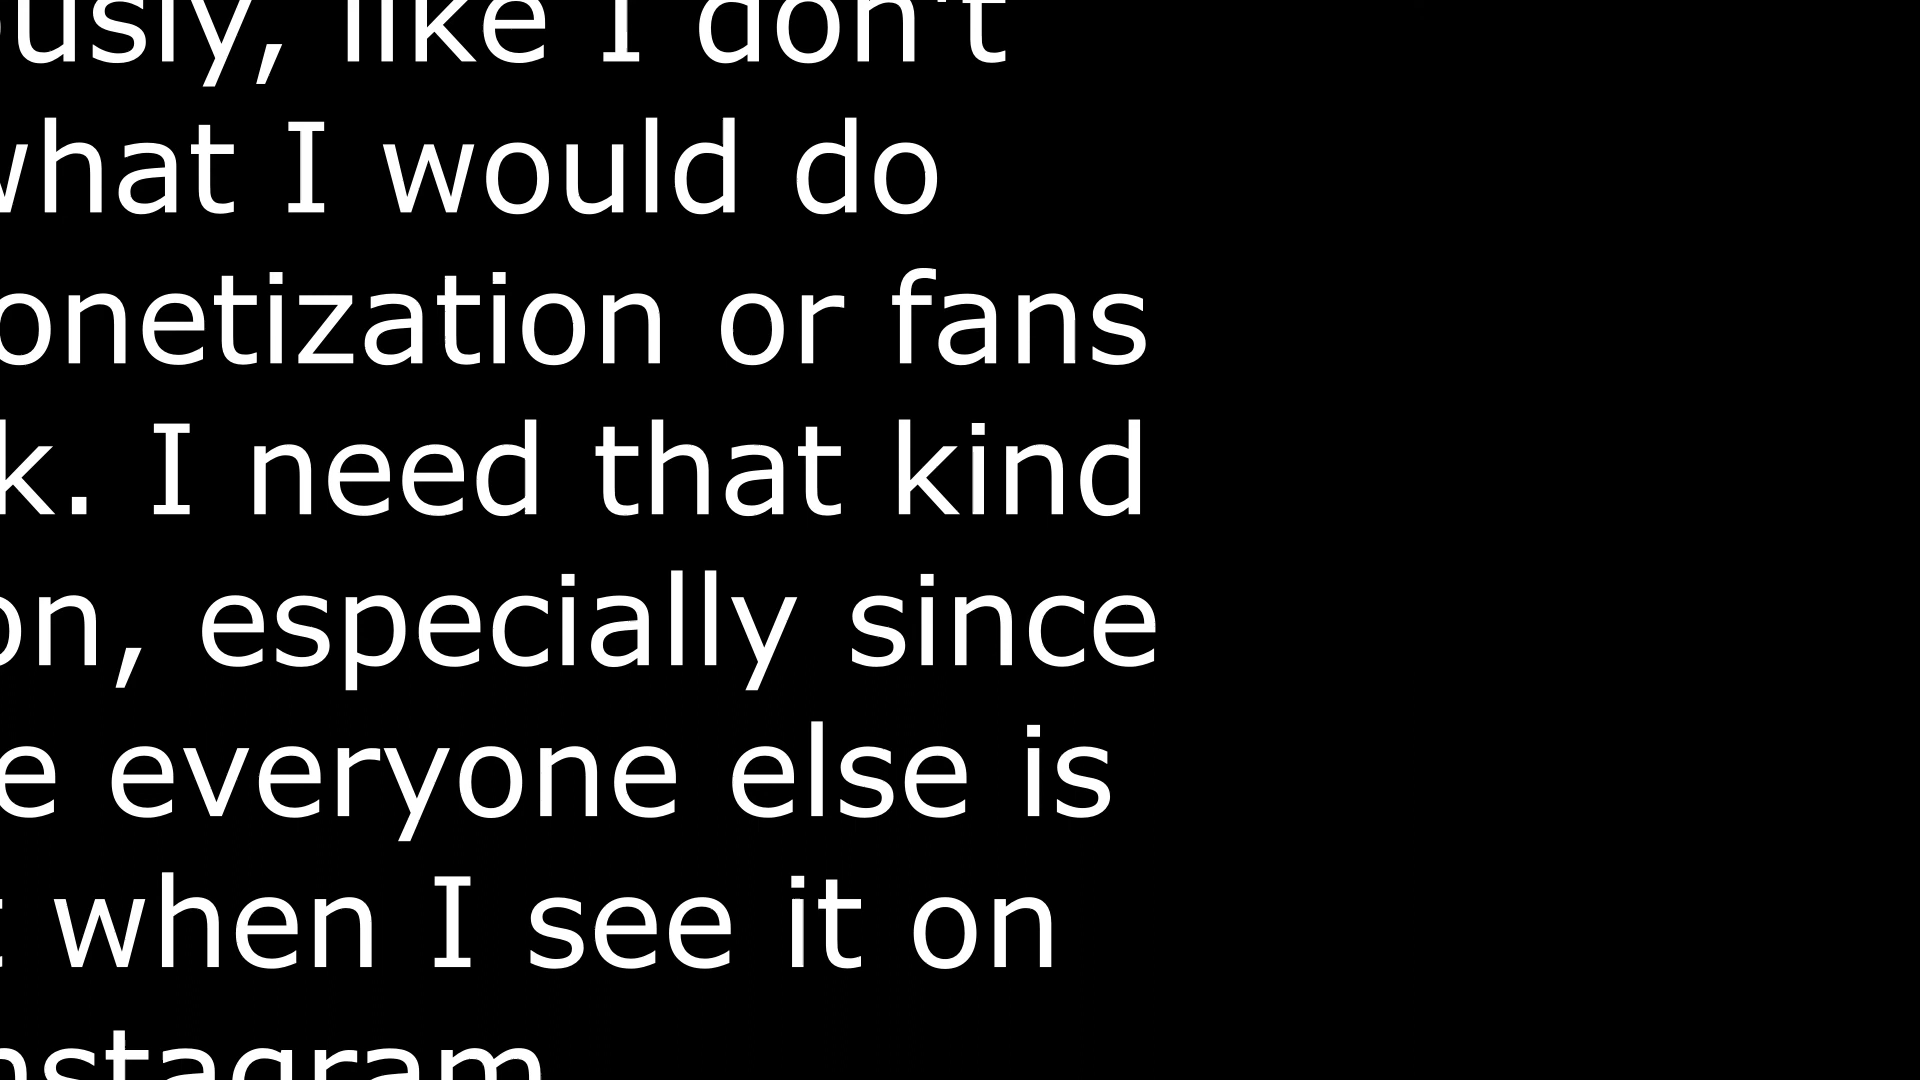 usly, like I don't
what I would do
onetization or fans
k. I need that kind
on, especially since
e everyone else is
when I see it on
nstagram